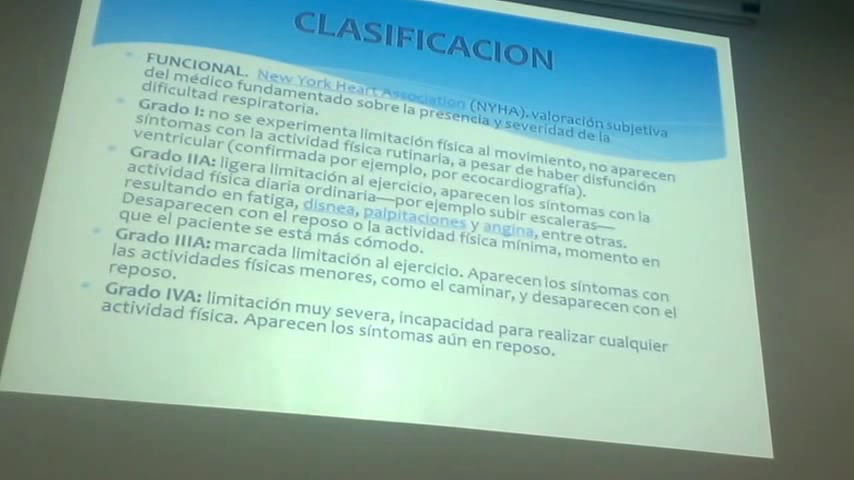 CLASIFICACION
FUNCIONAL. New York Heart Association (NYHA). valoración subjetiva
del médico fundamentado sobre la presencia y severidad de la
dificultad respiratoria.
Grado I: no se experimenta limitación física al movimiento, no aparecen
síntomas con la actividad física rutinaria, a pesar de haber disfunción
ventricular (confirmada por ejemplo, por ecocardiografía).
Grado IIA: ligera limitación al ejercicio, aparecen los síntomas con la
actividad física diaria ordinaria—por ejemplo subir escaleras—
resultando en fatiga, disnea, palpitaciones y angina, entre otras.
Desaparecen con el reposo o la actividad física mínima, momento en
que el paciente se está más cómodo.
Grado IIIA: marcada limitación al ejercicio. Aparecen los síntomas con
las actividades físicas menores, como el caminar, y desaparecen con el
reposo.
Grado IVA: limitación muy severa, incapacidad para realizar cualquier
actividad física. Aparecen los síntomas aún en reposo.